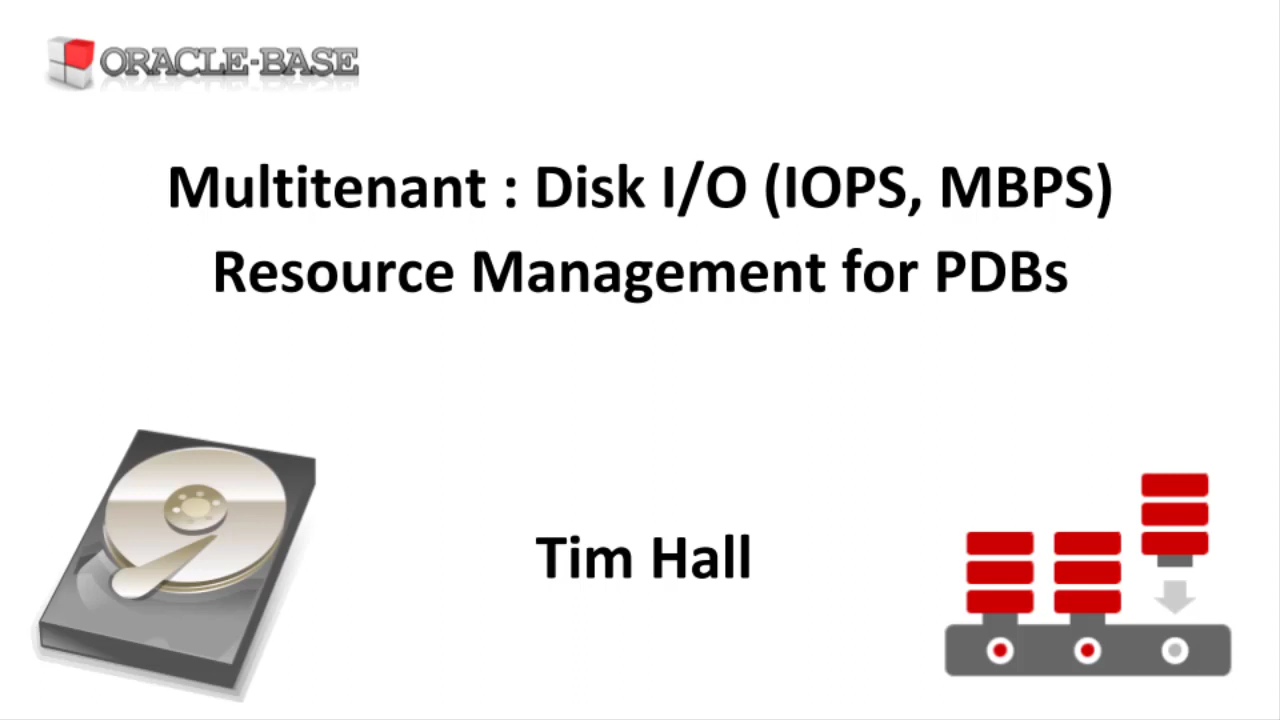 ORACLE-BASE
Multitenant : Disk I/O (IOPS, MBPS)
Resource Management for PDBs
Tim Hall